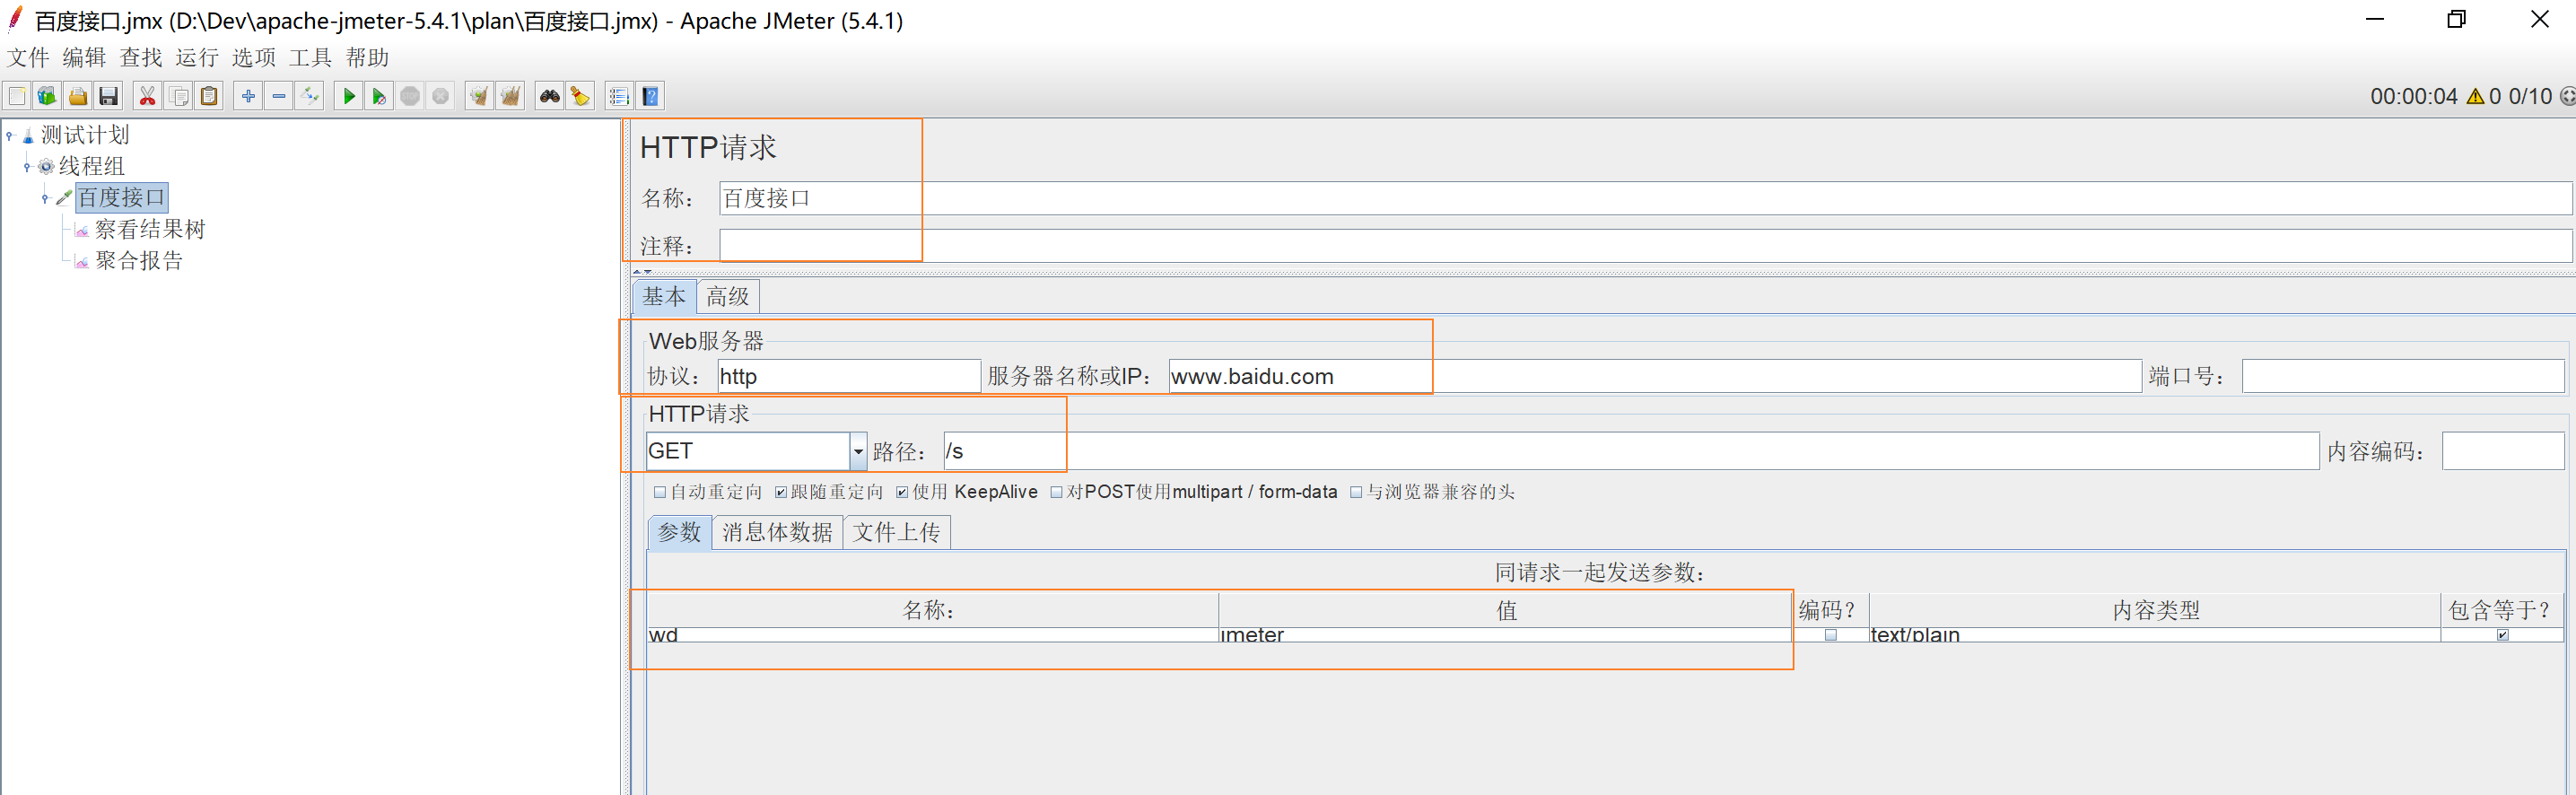 百度接口.jmx (D:\Dev\apache-jmeter-5.4.1\plan\百度接口.jmx) - Apache JMeter (5.4.1)
文件 编辑 查找 运行 选项 工具 帮助
00:00:04 0 0/10
测试计划
线程组
百度接口
察看结果树
聚合报告
HTTP请求
名称： 百度接口
注释：
基本 高级
Web服务器
协议： http 服务器名称或IP： www.baidu.com 端口号：
HTTP请求
GET 路径： /s 内容编码：
自动重定向 跟随重定向 使用 KeepAlive 对POST使用multipart / form-data 与浏览器兼容的头
参数 消息体数据 文件上传
同请求一起发送参数：
名称： 值 编码？ 内容类型 包含等于？
wd jmeter text/plain